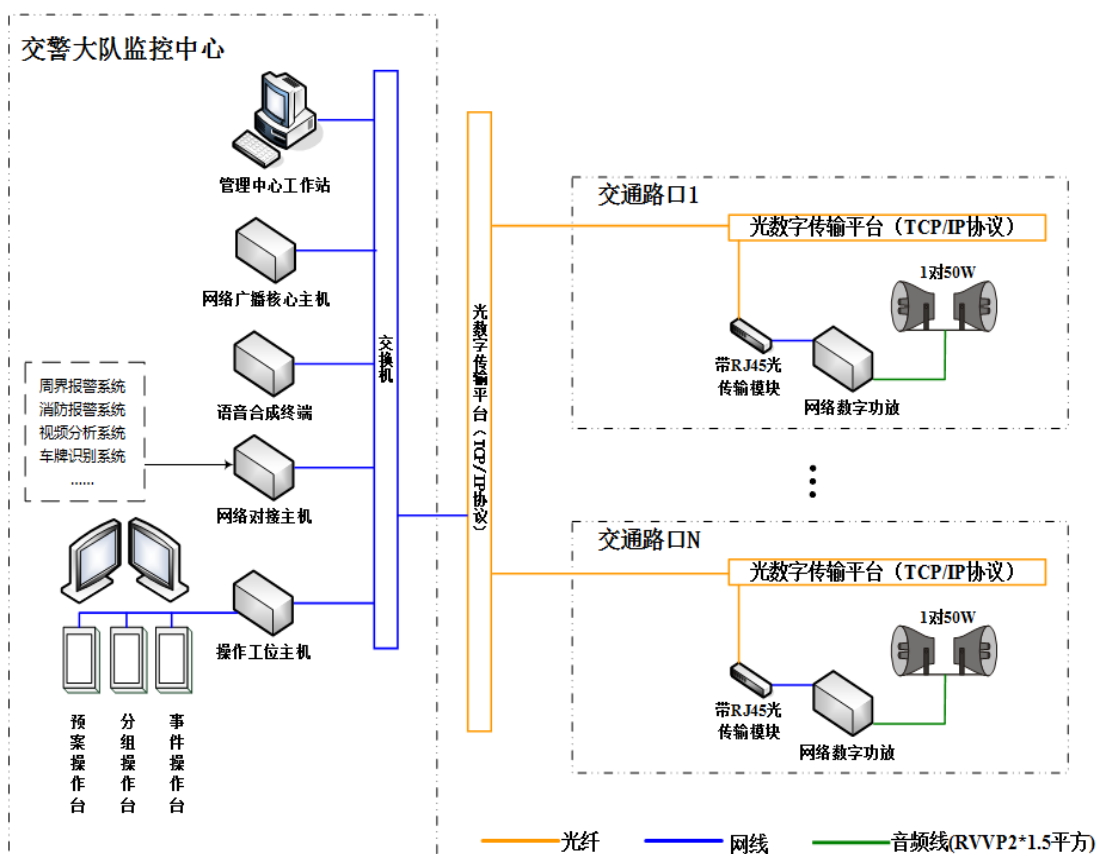 交警大队监控中心
管理中心工作站
网络广播核心主机
语音合成终端
周界报警系统
消防报警系统
视频分析系统
车牌识别系统
......
网络对接主机
操作工位主机
预案操作台
分组操作台
事件操作台
交换机
光数字传输平台（TCP/IP协议）
交通路口1
光数字传输平台（TCP/IP协议）
1对50W
带RJ45光
传输模块
网络数字功放
交通路口N
光数字传输平台（TCP/IP协议）
1对50W
带RJ45光
传输模块
网络数字功放
光纤
网线
音频线(RVVP2*1.5平方)